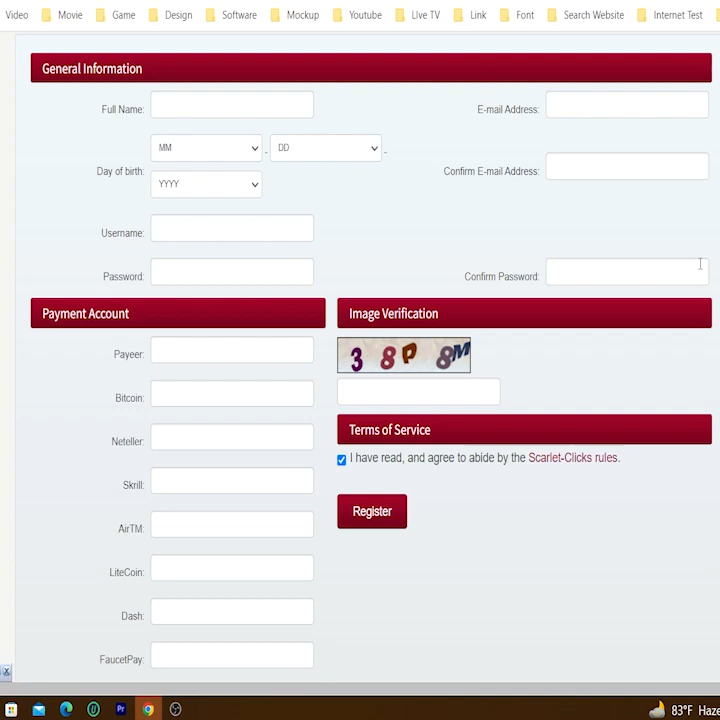 Video Movie Game Design Software Mockup Youtube LIve TV Link Font Search Website Internet Test
General Information
Full Name: E-mail Address:
MM DD -
Day of birth: Confirm E-mail Address:
YYYY
Username:
Password: Confirm Password:
Payment Account Image Verification
Payeer: 3 8 P 8 M
Bitcoin:
Neteller: Terms of Service
I have read, and agree to abide by the Scarlet-Clicks rules.
Skrill:
Register
AirTM:
LiteCoin:
Dash:
FaucetPay:
83°F Haze